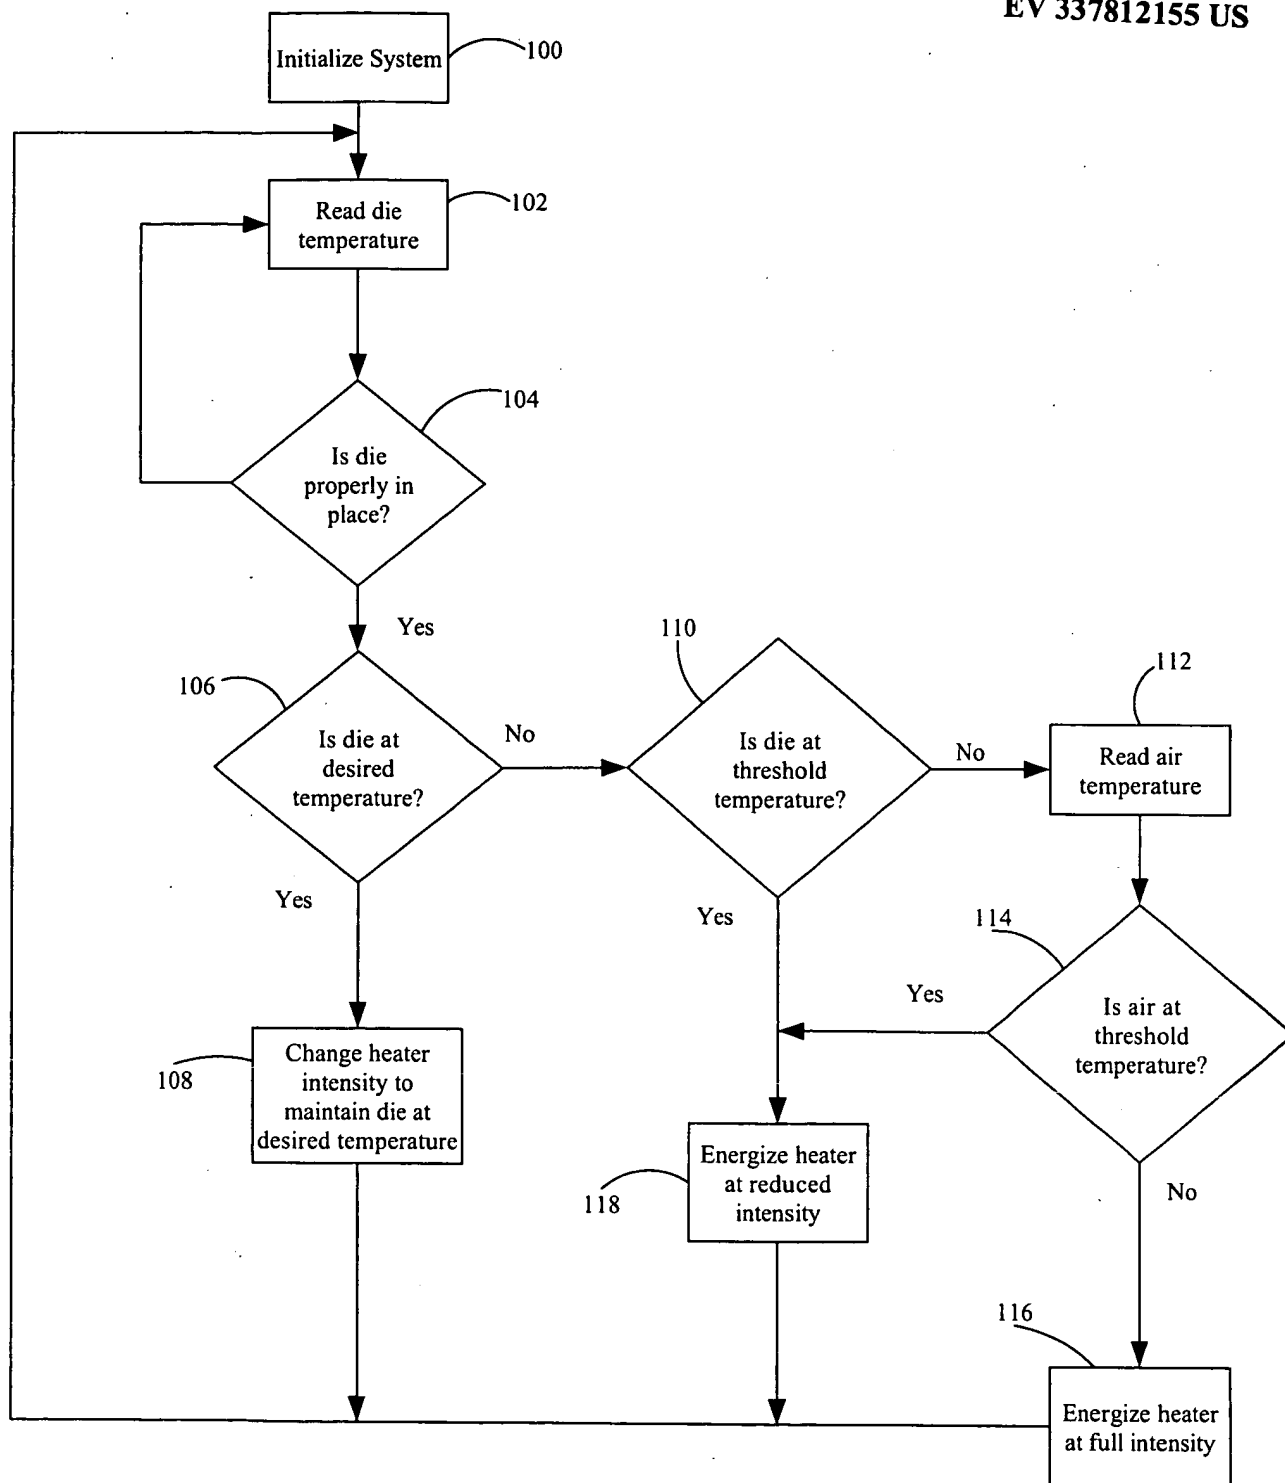 EV 337812155 US
Initialize System
100
Read die
temperature
102
104
Is die
properly in
place?
Yes
106
Is die at
desired
temperature?
No
110
Is die at
threshold
temperature?
No
112
Read air
temperature
Yes
Yes
114
Is air at
threshold
temperature?
Yes
No
108
Change heater
intensity to
maintain die at
desired temperature
118
Energize heater
at reduced
intensity
116
Energize heater
at full intensity